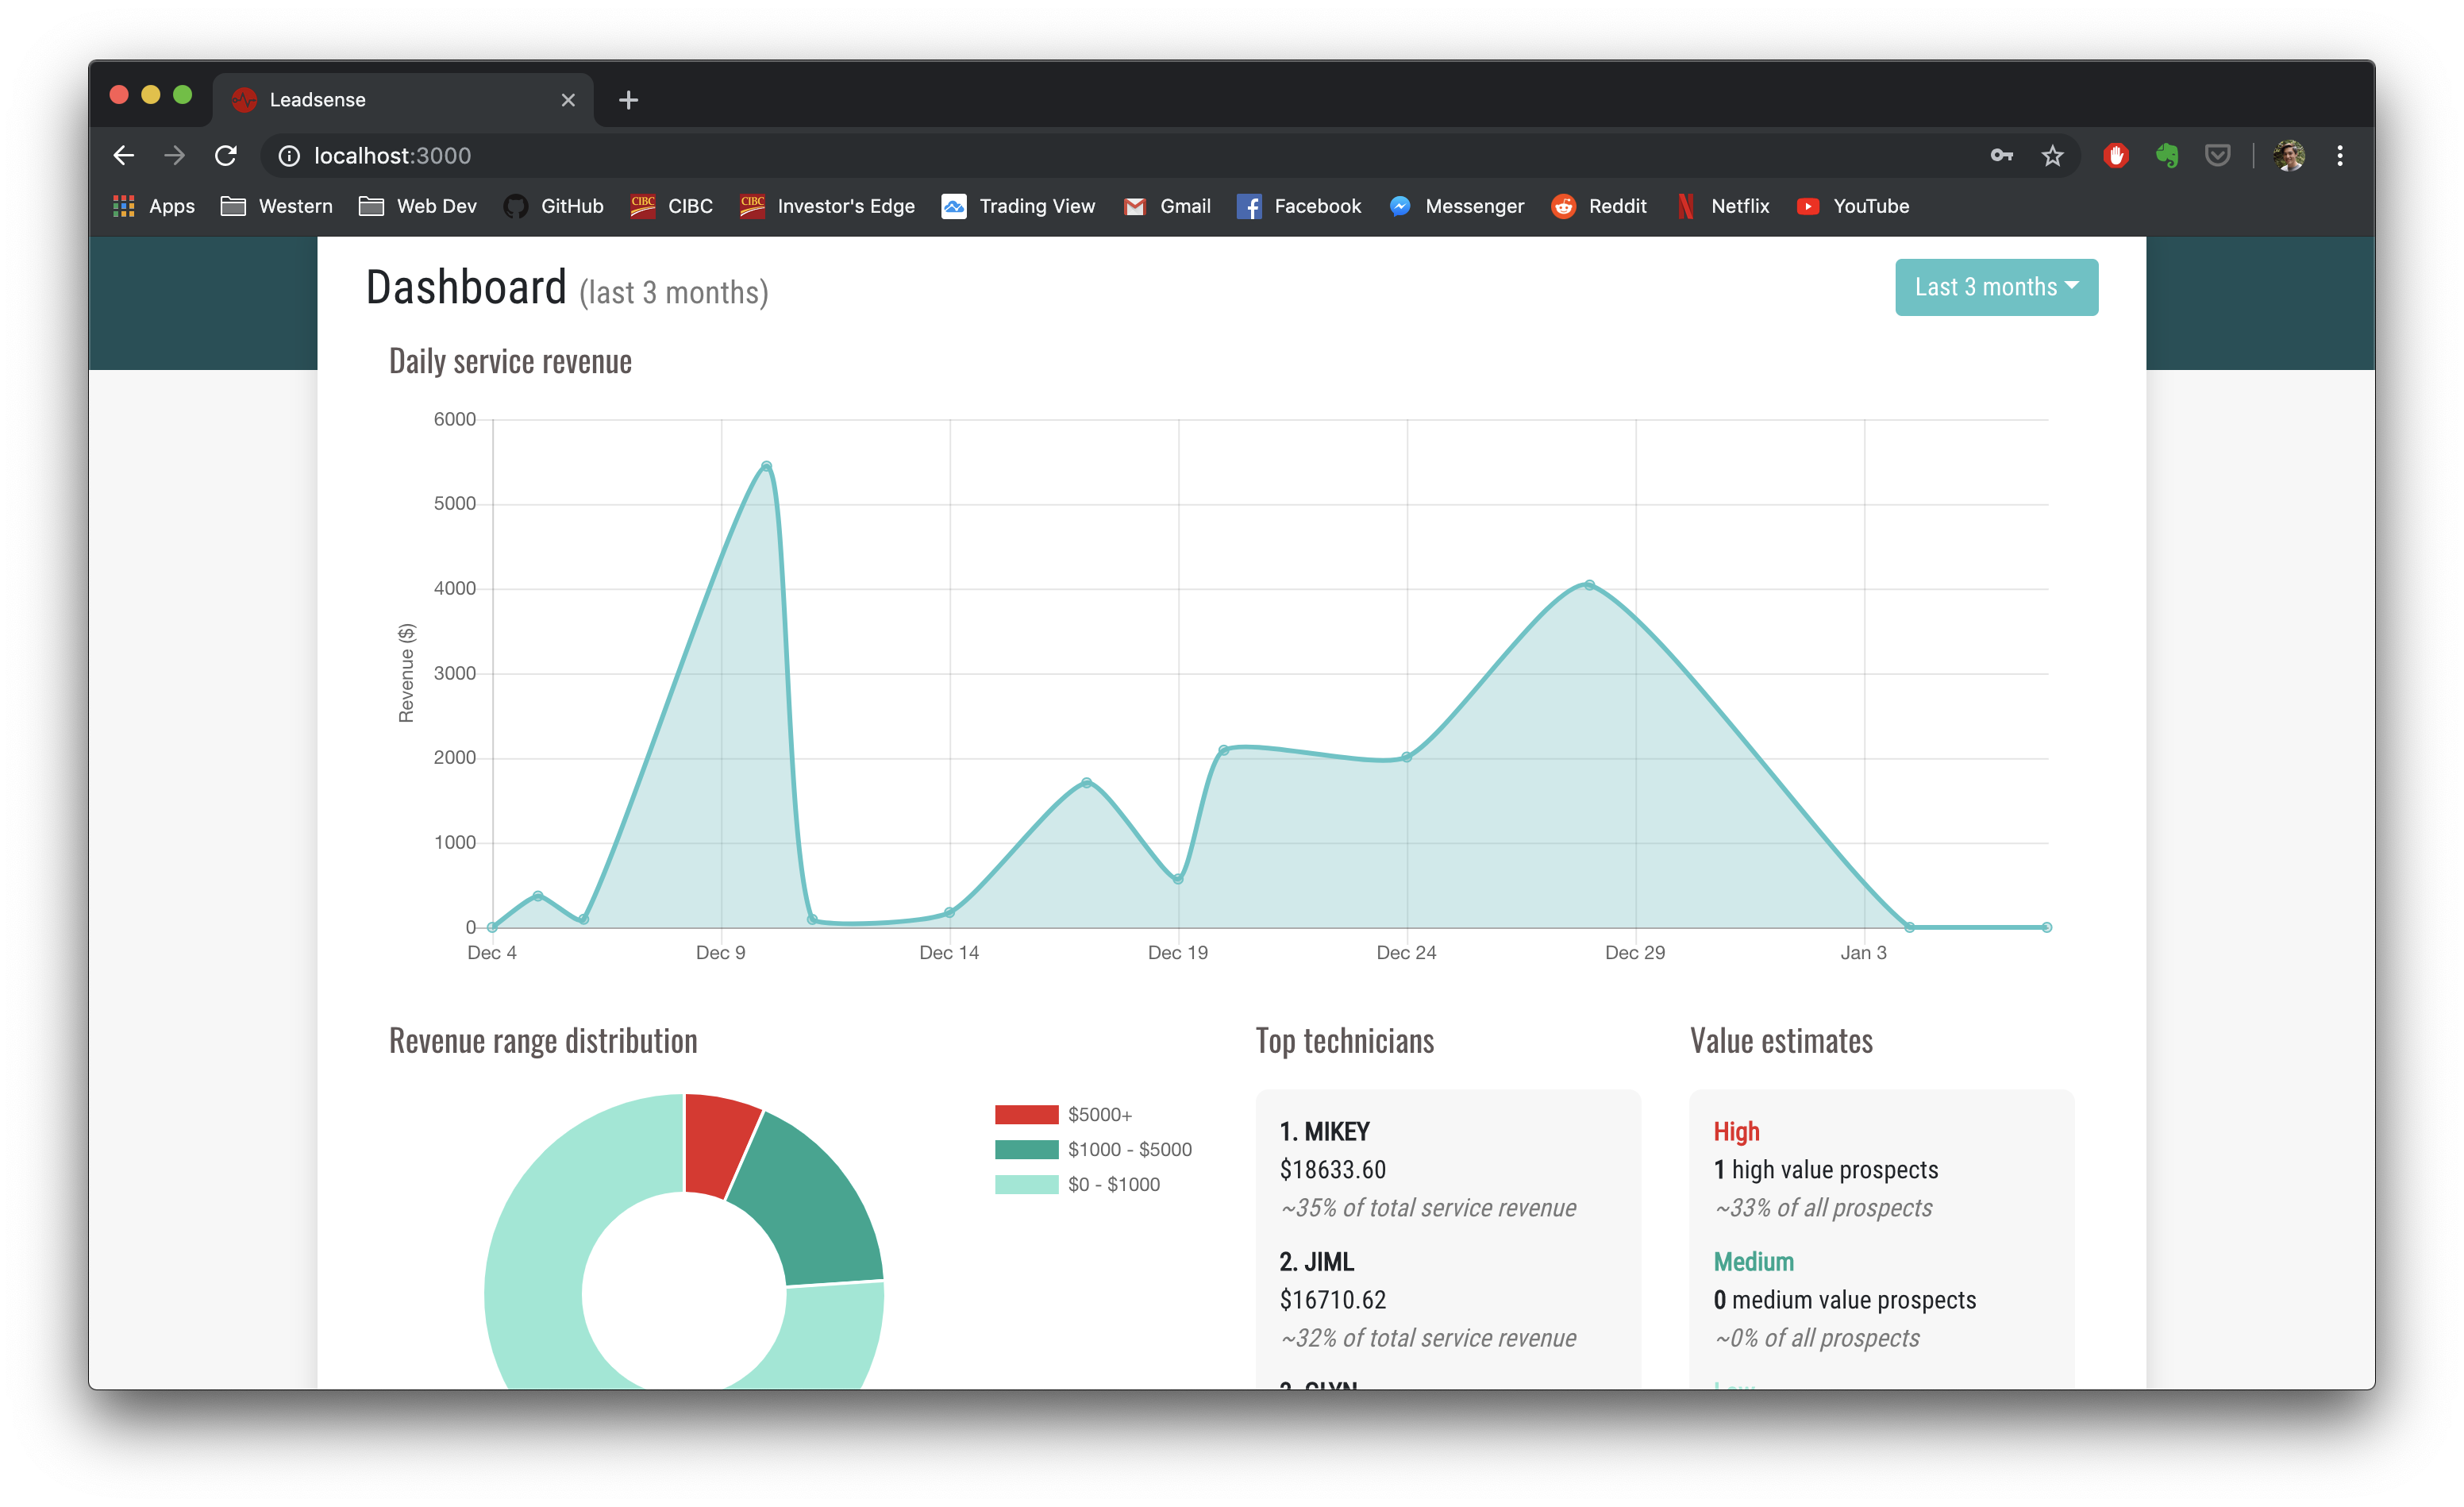 Leadsense
localhost:3000
Apps Western Web Dev GitHub CIBC CIBC Investor's Edge Trading View Gmail Facebook Messenger Reddit Netflix YouTube
Dashboard (last 3 months)
Last 3 months
Daily service revenue
6000
5000
4000
3000
2000
1000
0
Revenue ($)
Dec 4 Dec 9 Dec 14 Dec 19 Dec 24 Dec 29 Jan 3
Revenue range distribution
$5000+
$1000 - $5000
$0 - $1000
Top technicians
1. MIKEY
$18633.60
~35% of total service revenue
2. JIML
$16710.62
~32% of total service revenue
Value estimates
High
1 high value prospects
~33% of all prospects
Medium
0 medium value prospects
~0% of all prospects